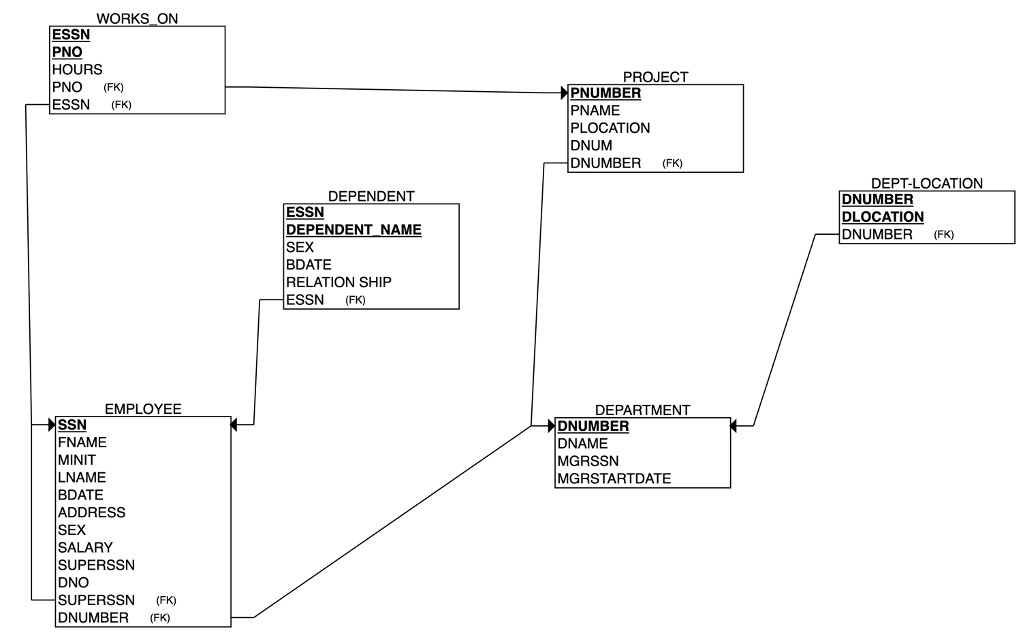 WORKS_ON
ESSN
PNO
HOURS
PNO (FK)
ESSN (FK)
PROJECT
PNUMBER
PNAME
PLOCATION
DNUM
DNUMBER (FK)
DEPT-LOCATION
DNUMBER
DLOCATION
DNUMBER (FK)
DEPENDENT
ESSN
DEPENDENT_NAME
SEX
BDATE
RELATION SHIP
ESSN (FK)
EMPLOYEE
SSN
FNAME
MINIT
LNAME
BDATE
ADDRESS
SEX
SALARY
SUPERSSN
DNO
SUPERSSN (FK)
DNUMBER (FK)
DEPARTMENT
DNUMBER
DNAME
MGRSSN
MGRSTARTDATE